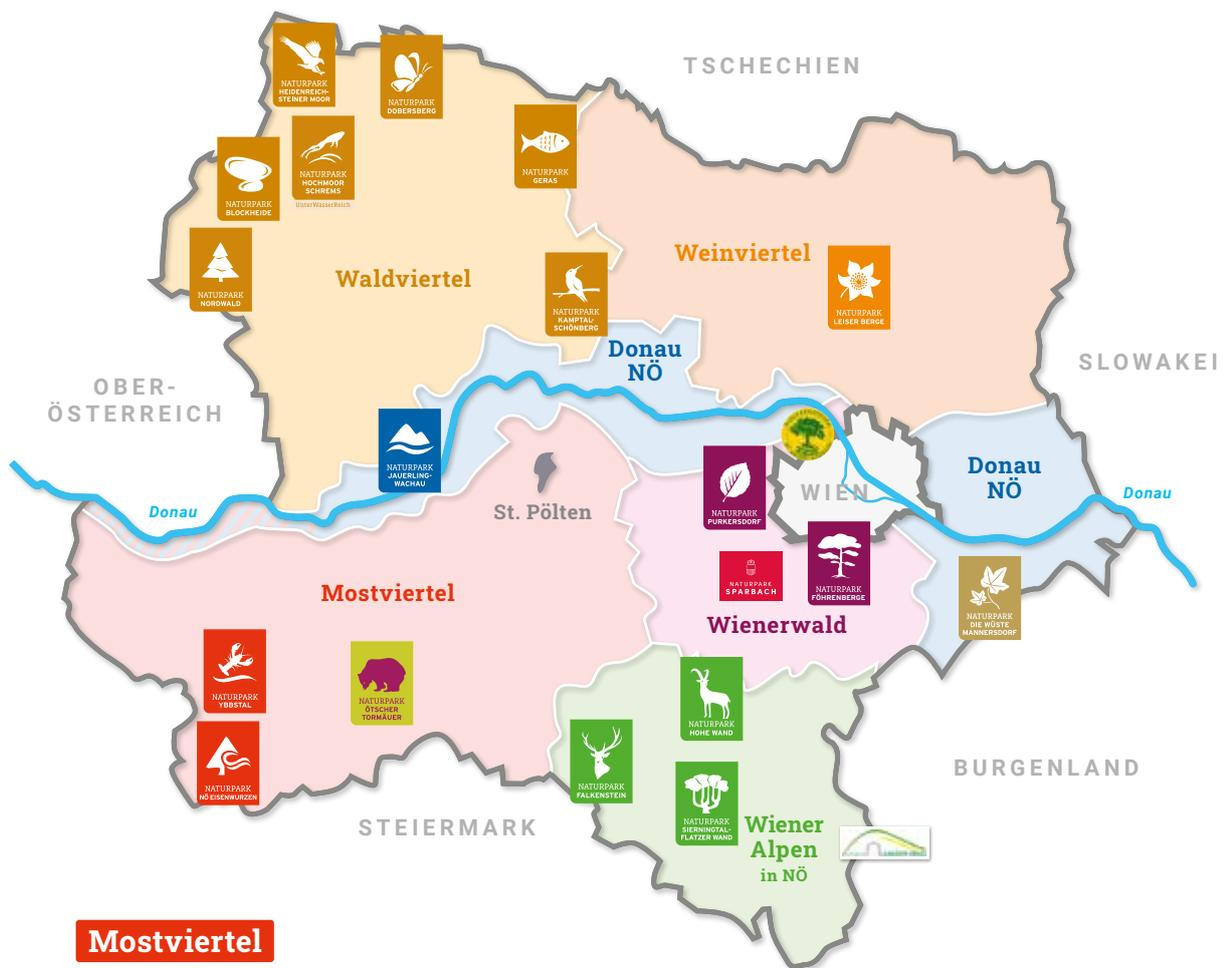 TSCHECHIEN
NATURPARK
HEIDENREICH-
STEINER MOOR
NATURPARK
DOBERSBERG
NATURPARK
GERAS
NATURPARK
HOCHMOOR
SCHREMS
UnterWasserReich
NATURPARK
BLOCKHEIDE
NATURPARK
NORDWALD
Waldviertel
NATURPARK
KAMPTAL-
SCHÖNBERG
Weinviertel
NATURPARK
LEISER BERGE
Donau
NÖ
SLOWAKEI
OBER-
ÖSTERREICH
NATURPARK
JAUERLING-
WACHAU
St. Pölten
NATURPARK
PURKERSDORF
WIEN
Donau
NÖ
Donau
Donau
NATURPARK
SPARBACH
NATURPARK
FÖHRENBERGE
NATURPARK
DIE WÜSTE
MANNERSDORF
Mostviertel
Wienerwald
NATURPARK
YBBSTAL
NATURPARK
ÖTSCHER
TORMÄUER
NATURPARK
HOHE WAND
NATURPARK
NÖ EISENWURZEN
NATURPARK
FALKENSTEIN
NATURPARK
SIERNINGTAL-
FLATZER WAND
BURGENLAND
STEIERMARK
Wiener
Alpen
in NÖ
Mostviertel